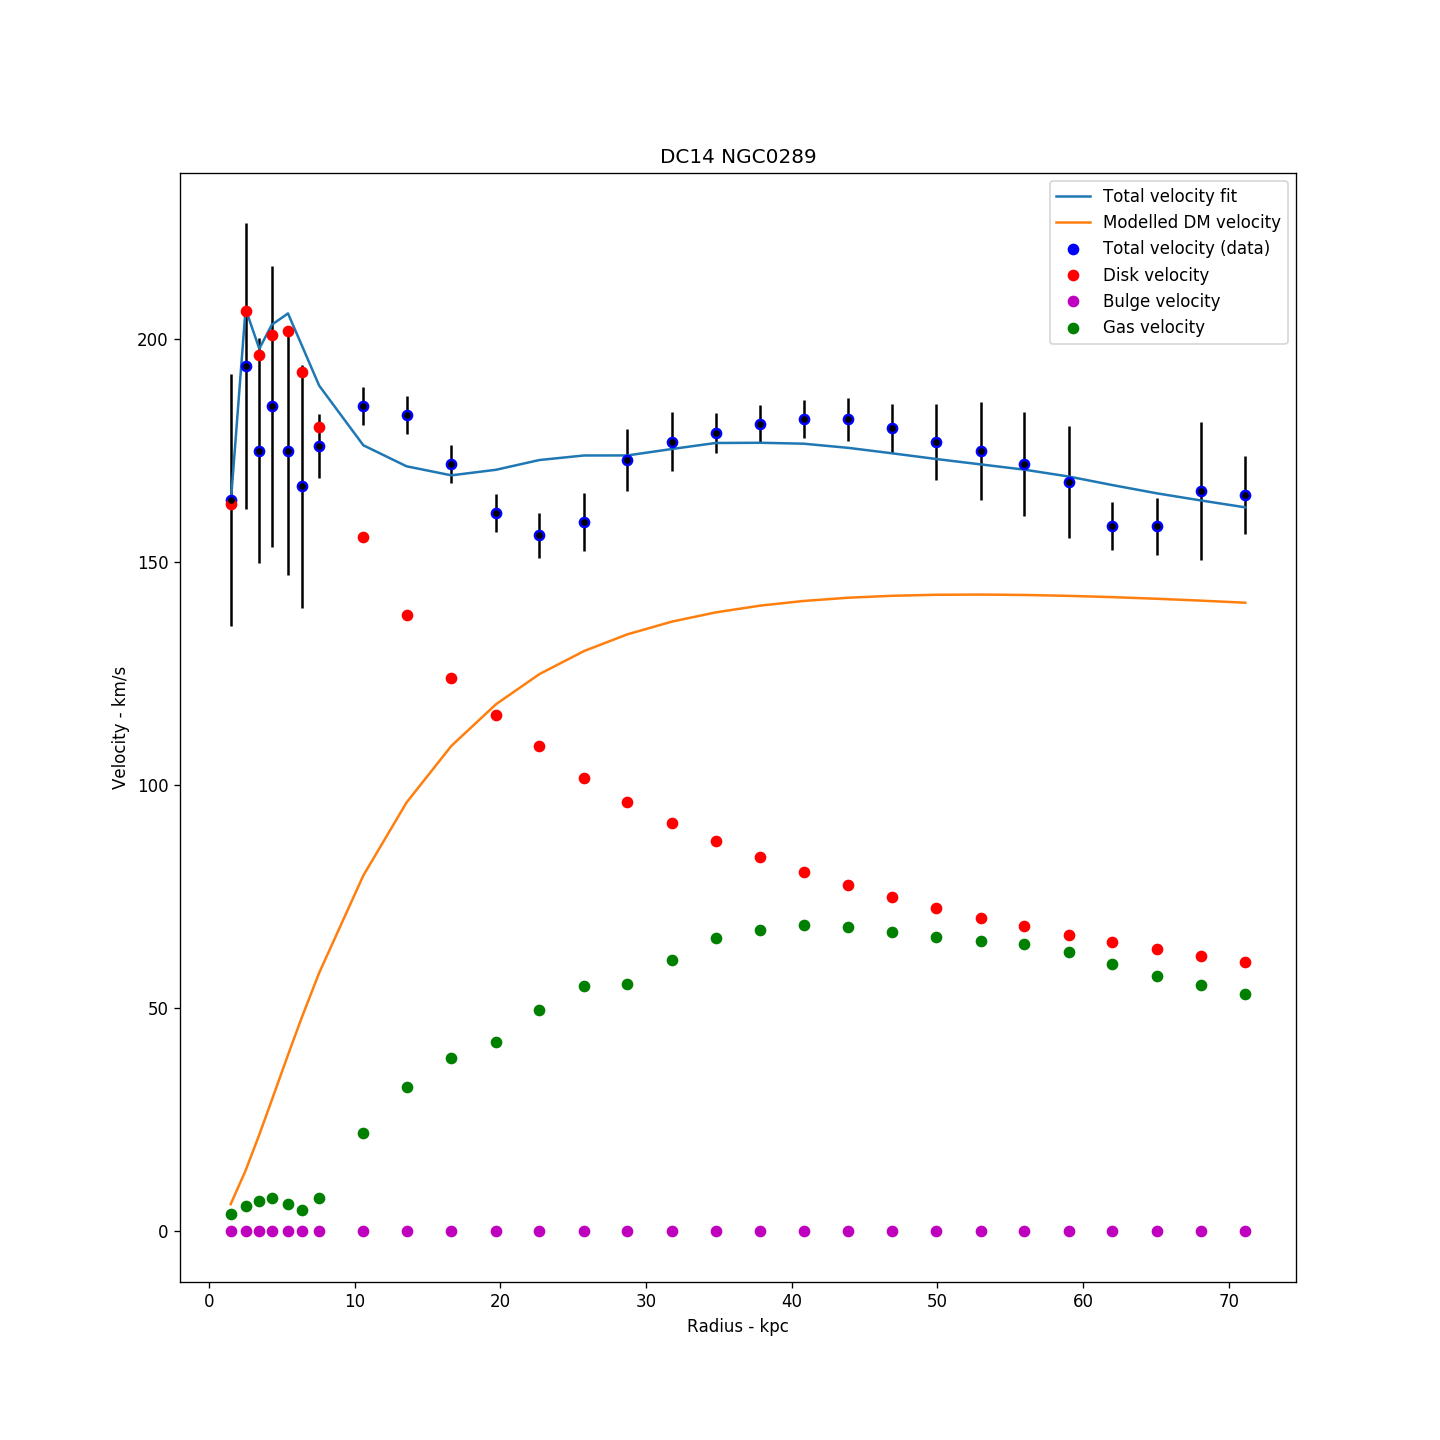 DC14 NGC0289
Total velocity fit
Modelled DM velocity
Total velocity (data)
Disk velocity
Bulge velocity
Gas velocity
Velocity - km/s
200
150
100
50
0
0 10 20 30 40 50 60 70
Radius - kpc